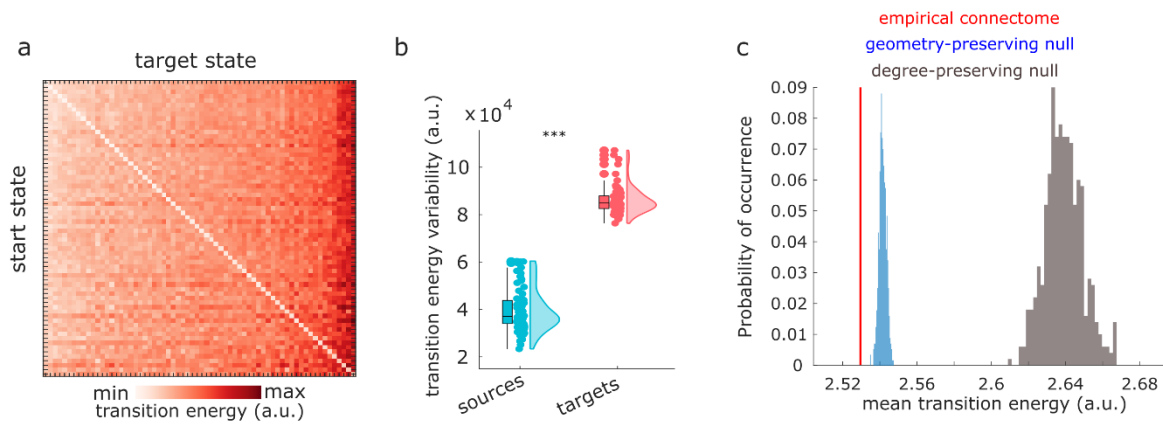 a
target state
start state
min
max
transition energy (a.u.)
b
×10⁴
***
transition energy variability (a.u.)
10
8
6
4
2
sources
targets
empirical connectome
geometry-preserving null
degree-preserving null
c
Probability of occurrence
0.09
0.08
0.07
0.06
0.05
0.04
0.03
0.02
0.01
0
2.52
2.56
2.6
2.64
2.68
mean transition energy (a.u.)